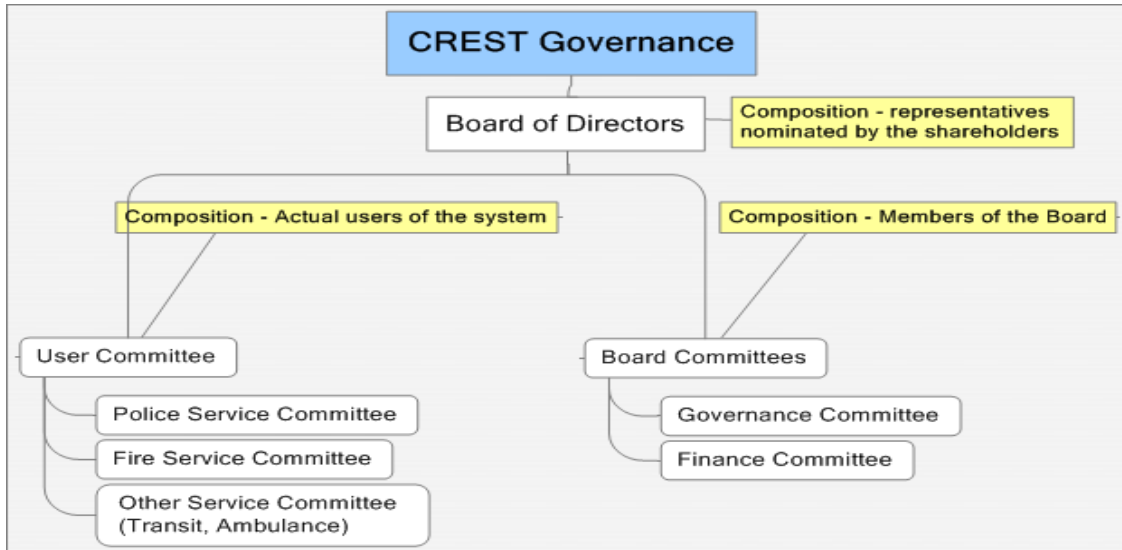 CREST Governance
Board of Directors
Composition - representatives
nominated by the shareholders
Composition - Actual users of the system
Composition - Members of the Board
User Committee
Police Service Committee
Fire Service Committee
Other Service Committee
(Transit, Ambulance)
Board Committees
Governance Committee
Finance Committee